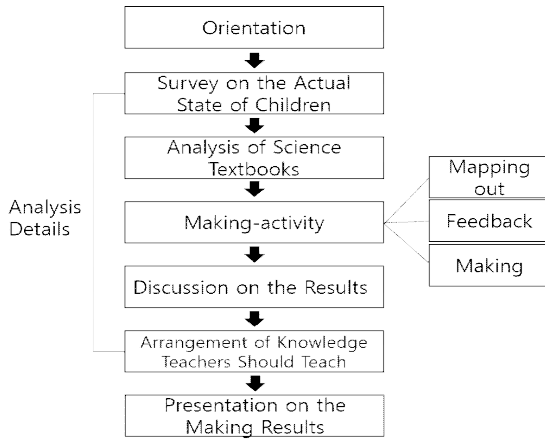 Orientation
Survey on the Actual
State of Children
Analysis of Science
Textbooks
Mapping
out
Analysis
Details
Making-activity
Feedback
Making
Discussion on the Results
Arrangement of Knowledge
Teachers Should Teach
Presentation on the
Making Results